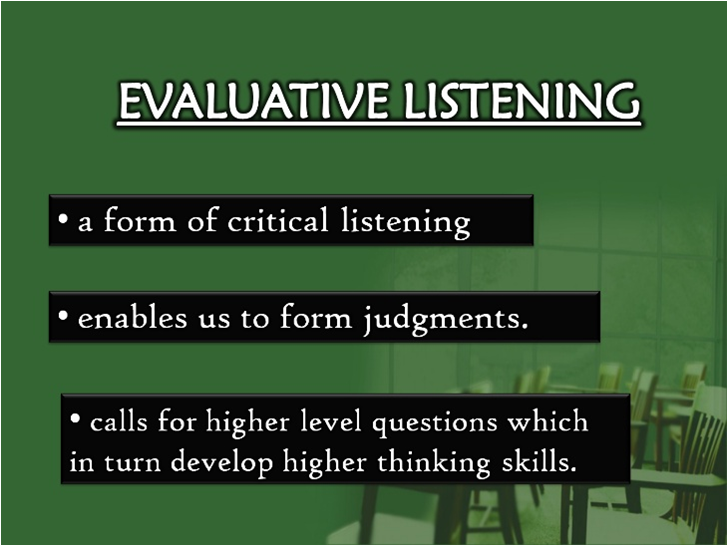 EVALUATIVE LISTENING
• a form of critical listening
• enables us to form judgments.
• calls for higher level questions which
in turn develop higher thinking skills.